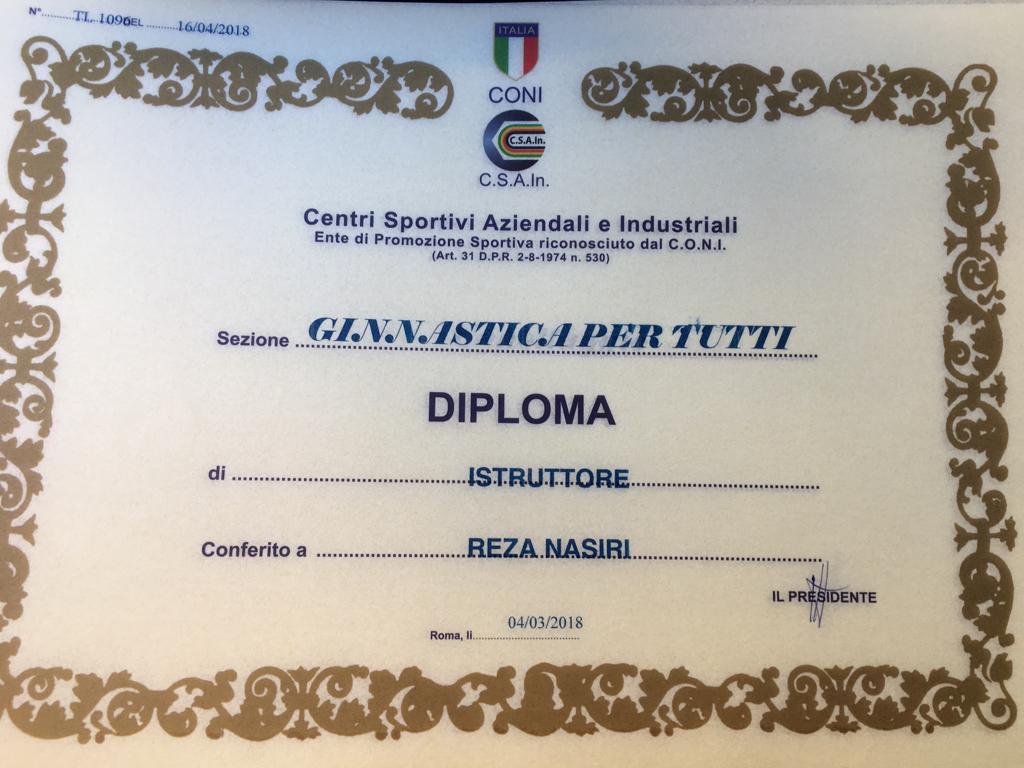 N°..........TI. 1096DEL ..........16/04/2018
ITALIA
CONI
C.S.A.In.
C.S.A.In.
Centri Sportivi Aziendali e Industriali
Ente di Promozione Sportiva riconosciuto dal C.O.N.I.
(Art. 31 D.P.R. 2-8-1974 n. 530)
Sezione GINNASTICA PER TUTTI
DIPLOMA
di ISTRUTTORE
Conferito a REZA NASIRI
IL PRESIDENTE
Roma, li 04/03/2018